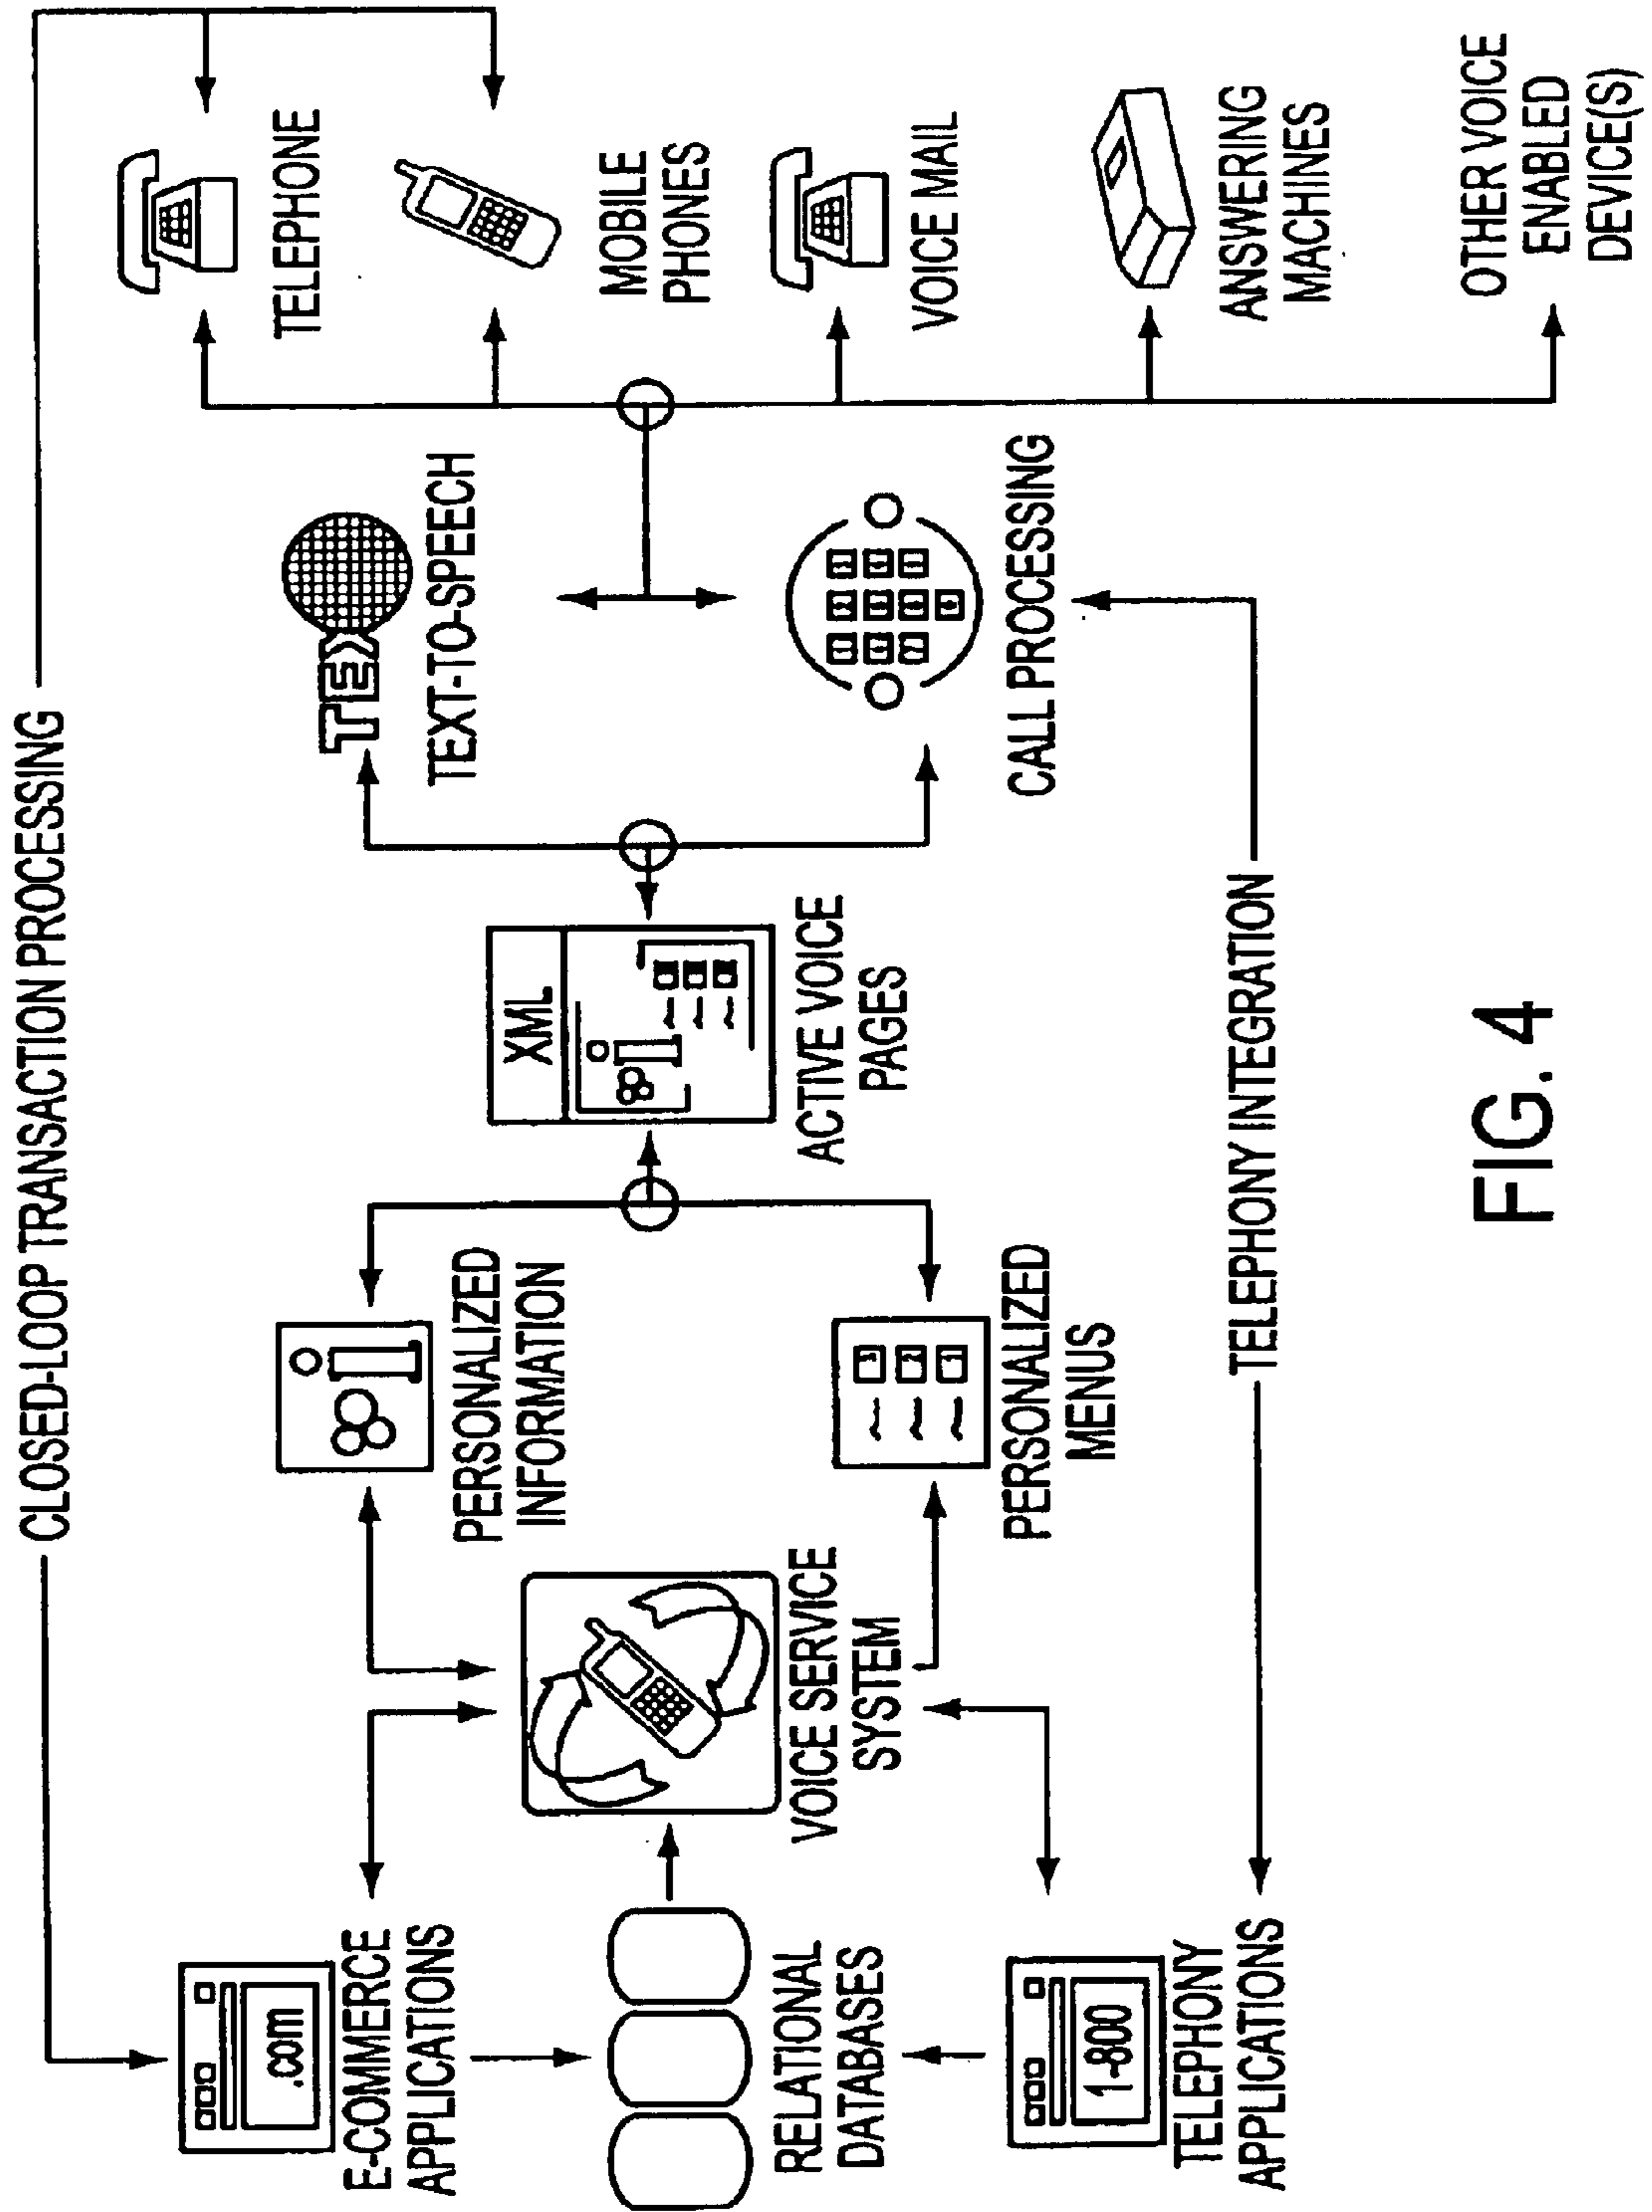 CLOSED-LOOP TRANSACTION PROCESSING
.com
E-COMMERCE
APPLICATIONS
RELATIONAL
DATABASES
1-800
TELEPHONY
APPLICATIONS
VOICE SERVICE
SYSTEM
PERSONALIZED
INFORMATION
PERSONALIZED
MENUS
XML
ACTIVE VOICE
PAGES
TEX
TEXT-TO-SPEECH
CALL PROCESSING
TELEPHONE
MOBILE
PHONES
VOICE MAIL
ANSWERING
MACHINES
OTHER VOICE
ENABLED
DEVICE(S)
TELEPHONY INTEGRATION
FIG. 4